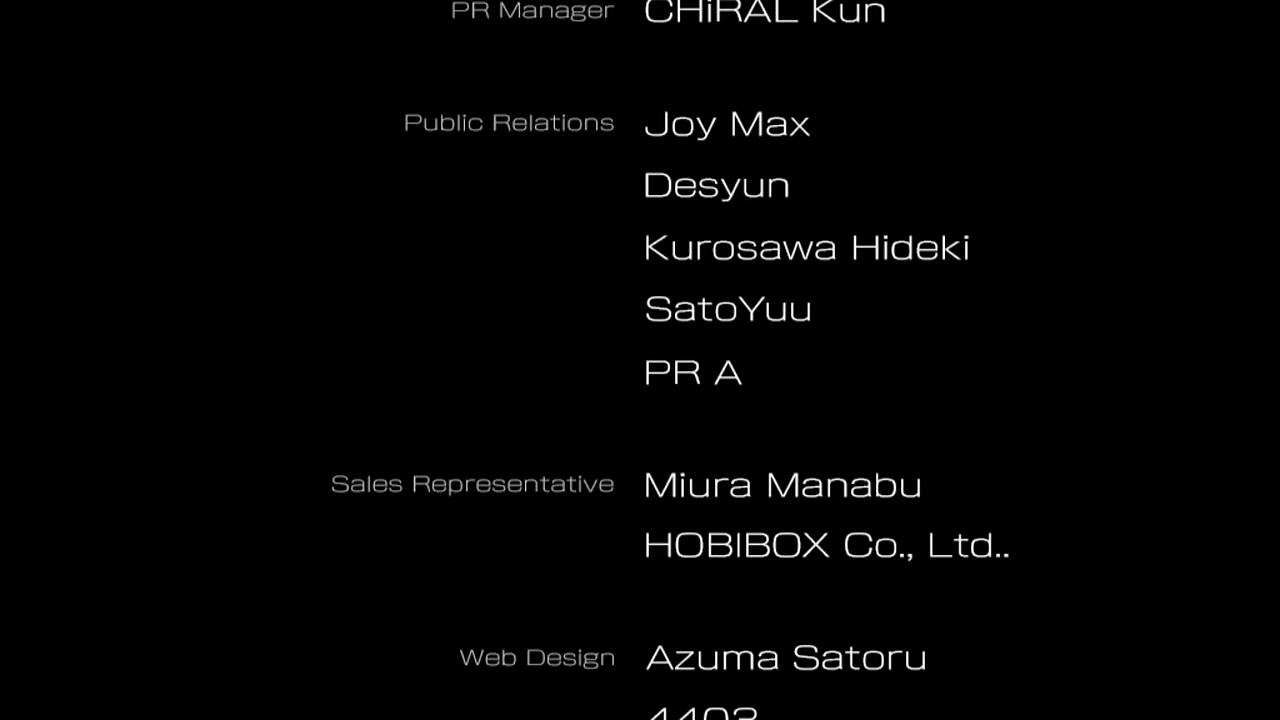 PR Manager CHiRAL Kun
Public Relations Joy Max
Desyun
Kurosawa Hideki
SatoYuu
PR A
Sales Representative Miura Manabu
HOBIBOX Co., Ltd..
Web Design Azuma Satoru